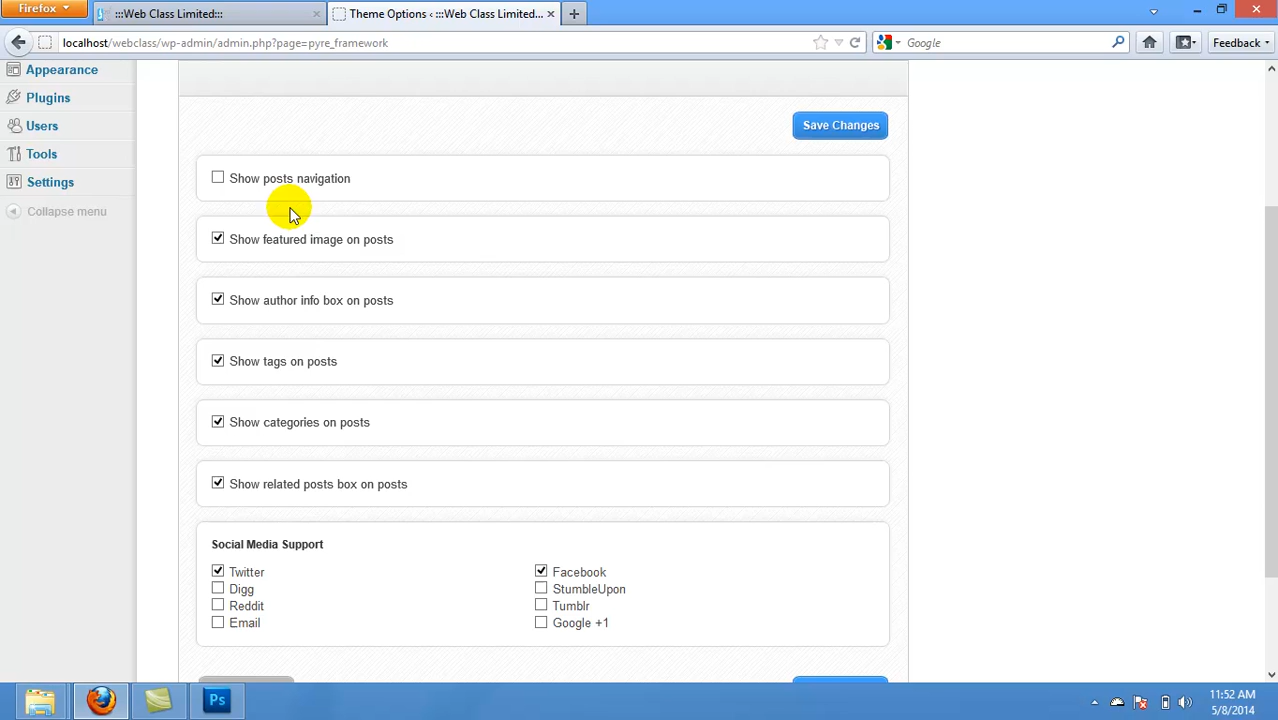 Firefox
:::Web Class Limited:::
Theme Options ‹ :::Web Class Limited...
localhost/webclass/wp-admin/admin.php?page=pyre_framework
Google
Feedback
Appearance
Plugins
Users
Tools
Settings
Collapse menu
Save Changes
Show posts navigation
Show featured image on posts
Show author info box on posts
Show tags on posts
Show categories on posts
Show related posts box on posts
Social Media Support
Twitter Facebook
Digg StumbleUpon
Reddit Tumblr
Email Google +1
Ps
11:52 AM
5/8/2014